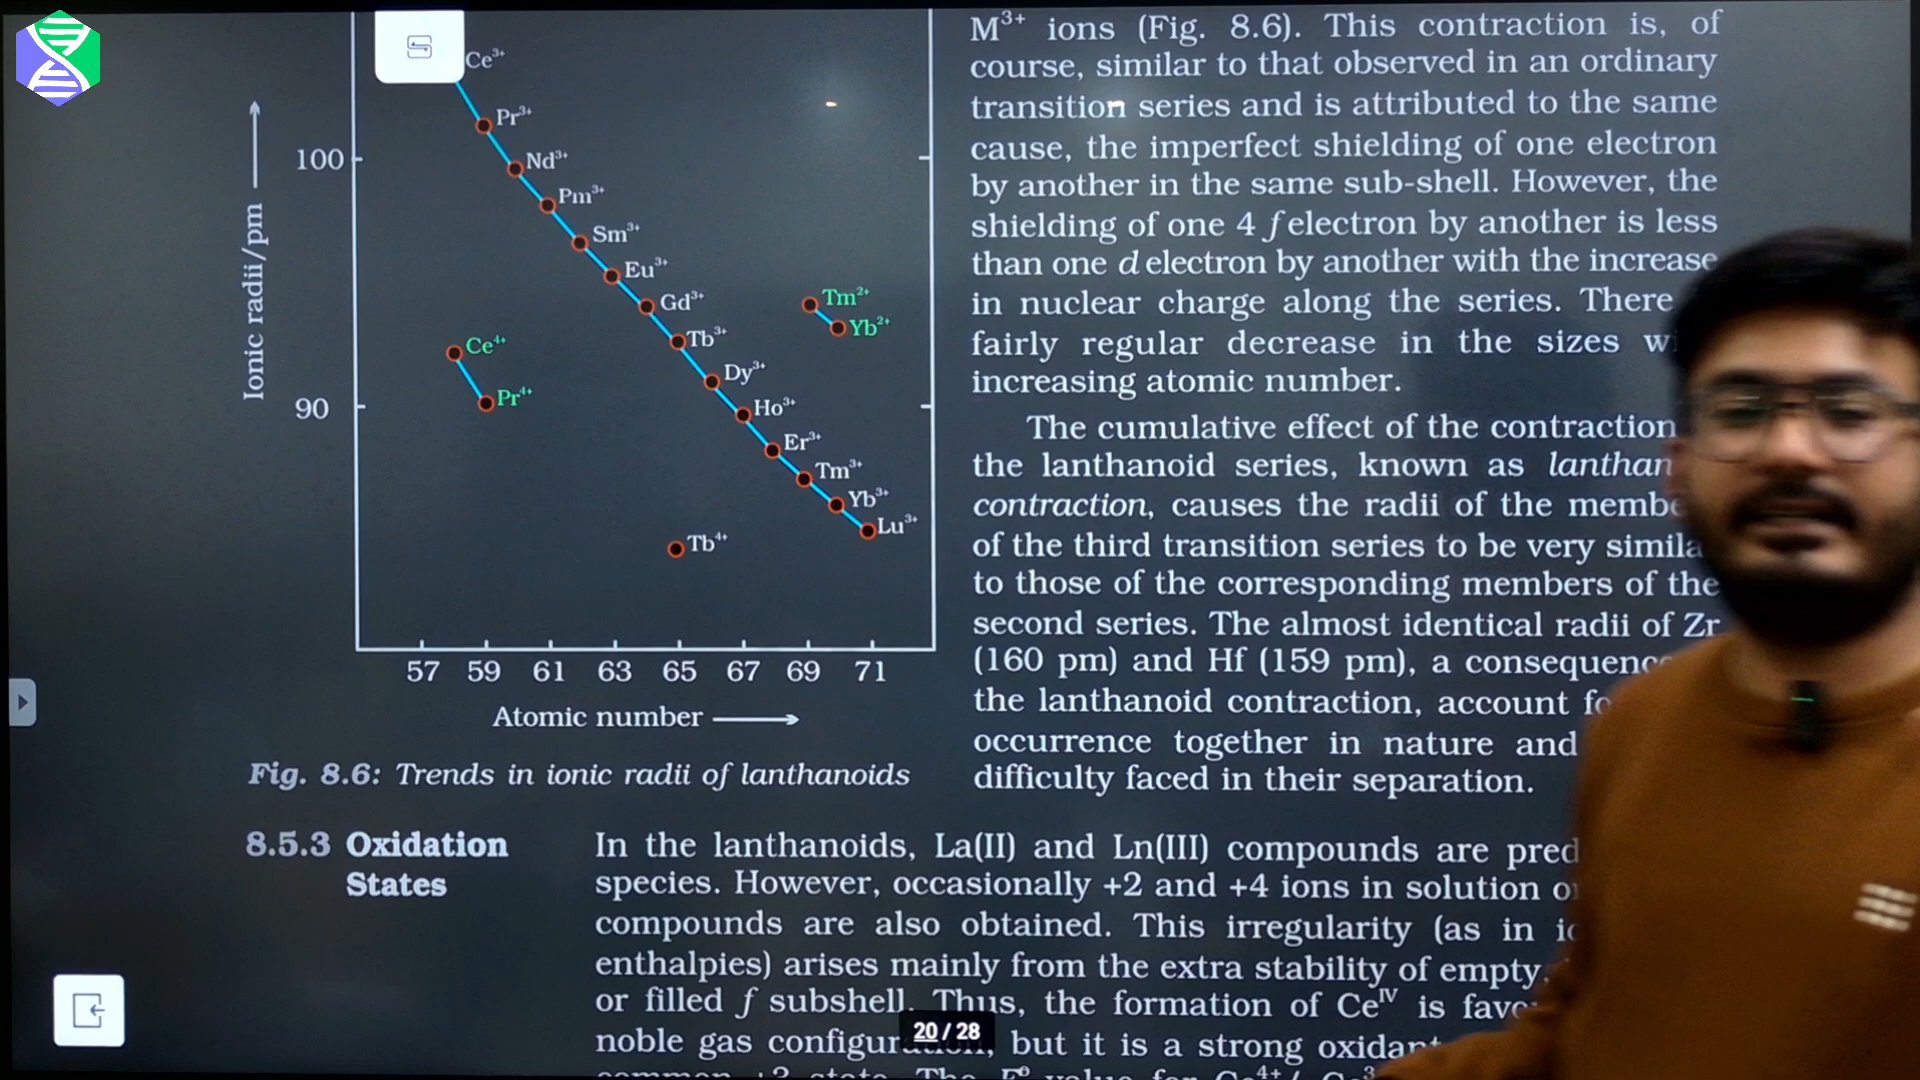 Ce³⁺
Pr³⁺
Nd³⁺
Pm³⁺
Sm³⁺
Eu³⁺
Gd³⁺
Tb³⁺
Dy³⁺
Ho³⁺
Er³⁺
Tm³⁺
Yb³⁺
Lu³⁺
Tm²⁺
Yb²⁺
Ce⁴⁺
Pr⁴⁺
Tb⁴⁺
100
90
Ionic radii/pm
57 59 61 63 65 67 69 71
Atomic number
Fig. 8.6: Trends in ionic radii of lanthanoids
M³⁺ ions (Fig. 8.6). This contraction is, of
course, similar to that observed in an ordinary
transition series and is attributed to the same
cause, the imperfect shielding of one electron
by another in the same sub-shell. However, the
shielding of one 4 f electron by another is less
than one d electron by another with the increase
in nuclear charge along the series. There
fairly regular decrease in the sizes
increasing atomic number.
The cumulative effect of the contraction
the lanthanoid series, known as
contraction, causes the radii of the
of the third transition series to be very
to those of the corresponding members of the
second series. The almost identical radii of Zr
(160 pm) and Hf (159 pm), a
the lanthanoid contraction, account
occurrence together in nature and
difficulty faced in their separation.
8.5.3 Oxidation
States
In the lanthanoids, La(II) and Ln(III) compounds are
species. However, occasionally +2 and +4 ions in solution
compounds are also obtained. This irregularity (as in
enthalpies) arises mainly from the extra stability of empty,
or filled f subshell. Thus, the formation of Ceᴵⱽ is
noble gas but it is a strong
20 / 28